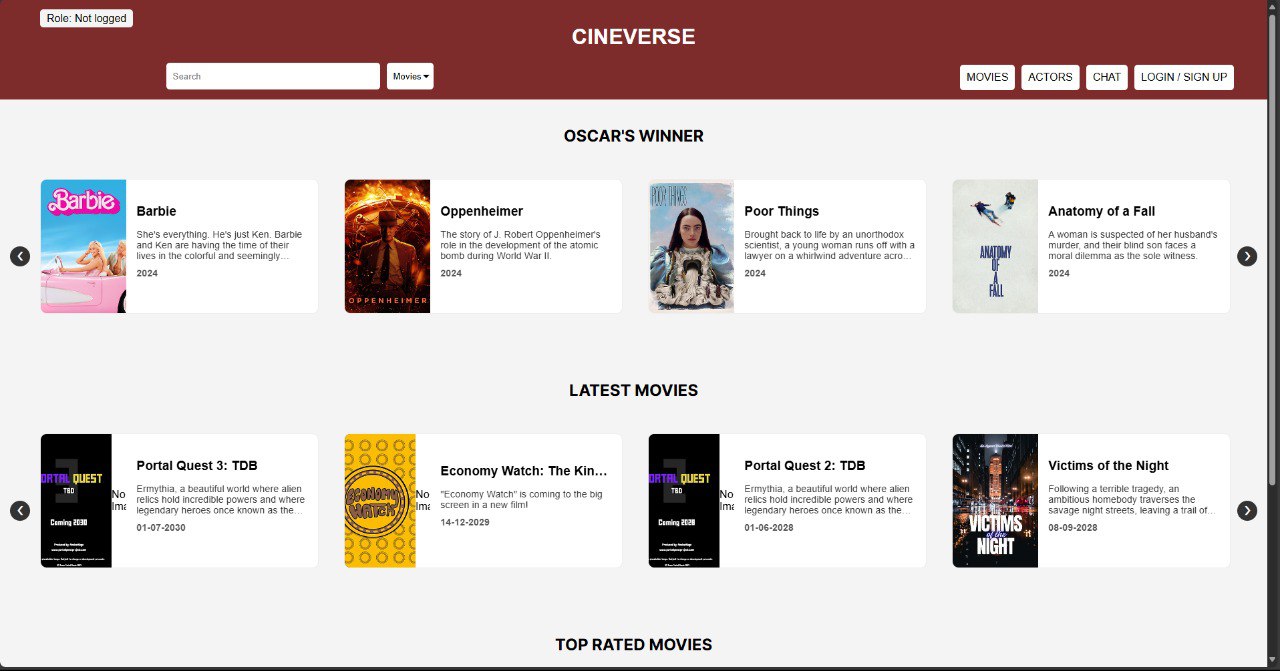 Role: Not logged
CINEVERSE
Search
Movies
MOVIES
ACTORS
CHAT
LOGIN / SIGN UP
OSCAR'S WINNER
Barbie
Barbie
She's everything. He's just Ken. Barbie
and Ken are having the time of their
lives in the colorful and seemingly…
2024
OPPENHEIMER
Oppenheimer
The story of J. Robert Oppenheimer's
role in the development of the atomic
bomb during World War II.
2024
POOR THINGS
Poor Things
Brought back to life by an unorthodox
scientist, a young woman runs off with a
lawyer on a whirlwind adventure acro…
2024
ANATOMY
OF
A
FALL
Anatomy of a Fall
A woman is suspected of her husband's
murder, and their blind son faces a
moral dilemma as the sole witness.
2024
LATEST MOVIES
ORTAL QUEST
TBD
Coming 2030
No
Ima
Portal Quest 3: TDB
Ermythia, a beautiful world where alien
relics hold incredible powers and where
legendary heroes once known as the…
01-07-2030
ECONOMY
WATCH
No
Ima
Economy Watch: The Kin…
"Economy Watch" is coming to the big
screen in a new film!
14-12-2029
ORTAL QUEST
TBD
Coming 2028
No
Ima
Portal Quest 2: TDB
Ermythia, a beautiful world where alien
relics hold incredible powers and where
legendary heroes once known as the…
01-06-2028
VICTIMS
of the
NIGHT
Victims of the Night
Following a terrible tragedy, an
ambitious homebody traverses the
savage night streets, leaving a trail of…
08-09-2028
TOP RATED MOVIES